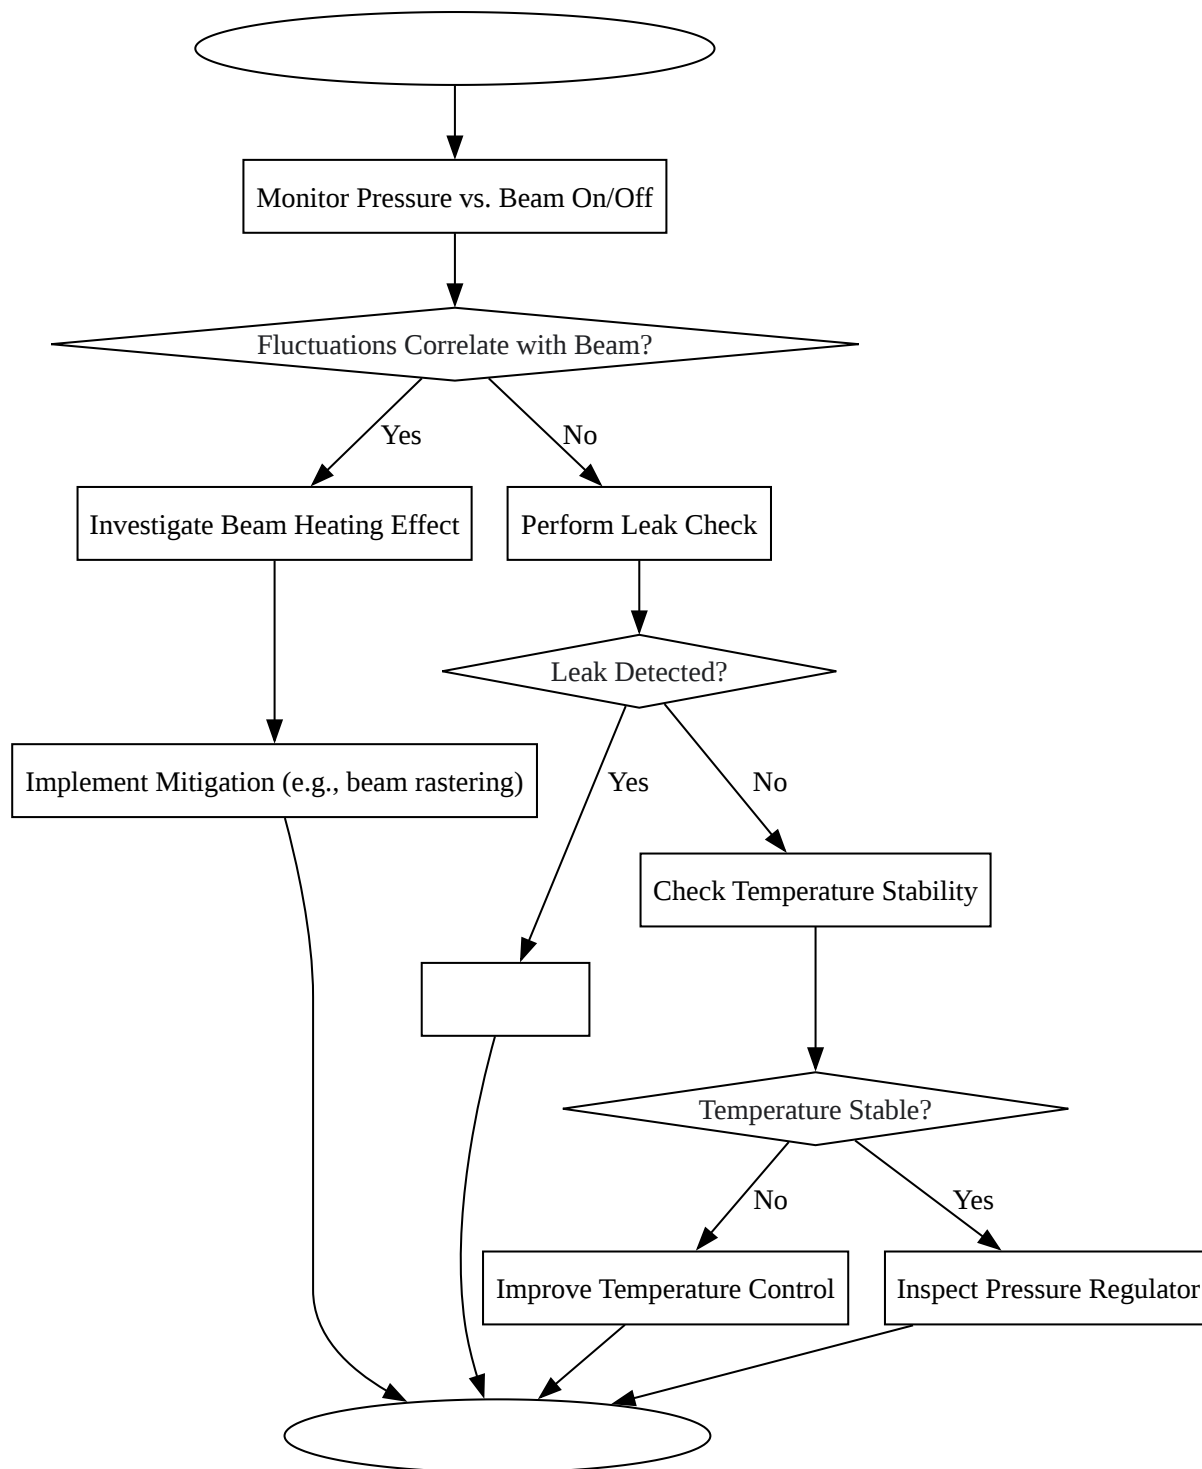 Monitor Pressure vs. Beam On/Off
Fluctuations Correlate with Beam?
Yes
No
Investigate Beam Heating Effect
Perform Leak Check
Leak Detected?
Implement Mitigation (e.g., beam rastering)
Yes
No
Check Temperature Stability
Temperature Stable?
No
Yes
Improve Temperature Control
Inspect Pressure Regulator